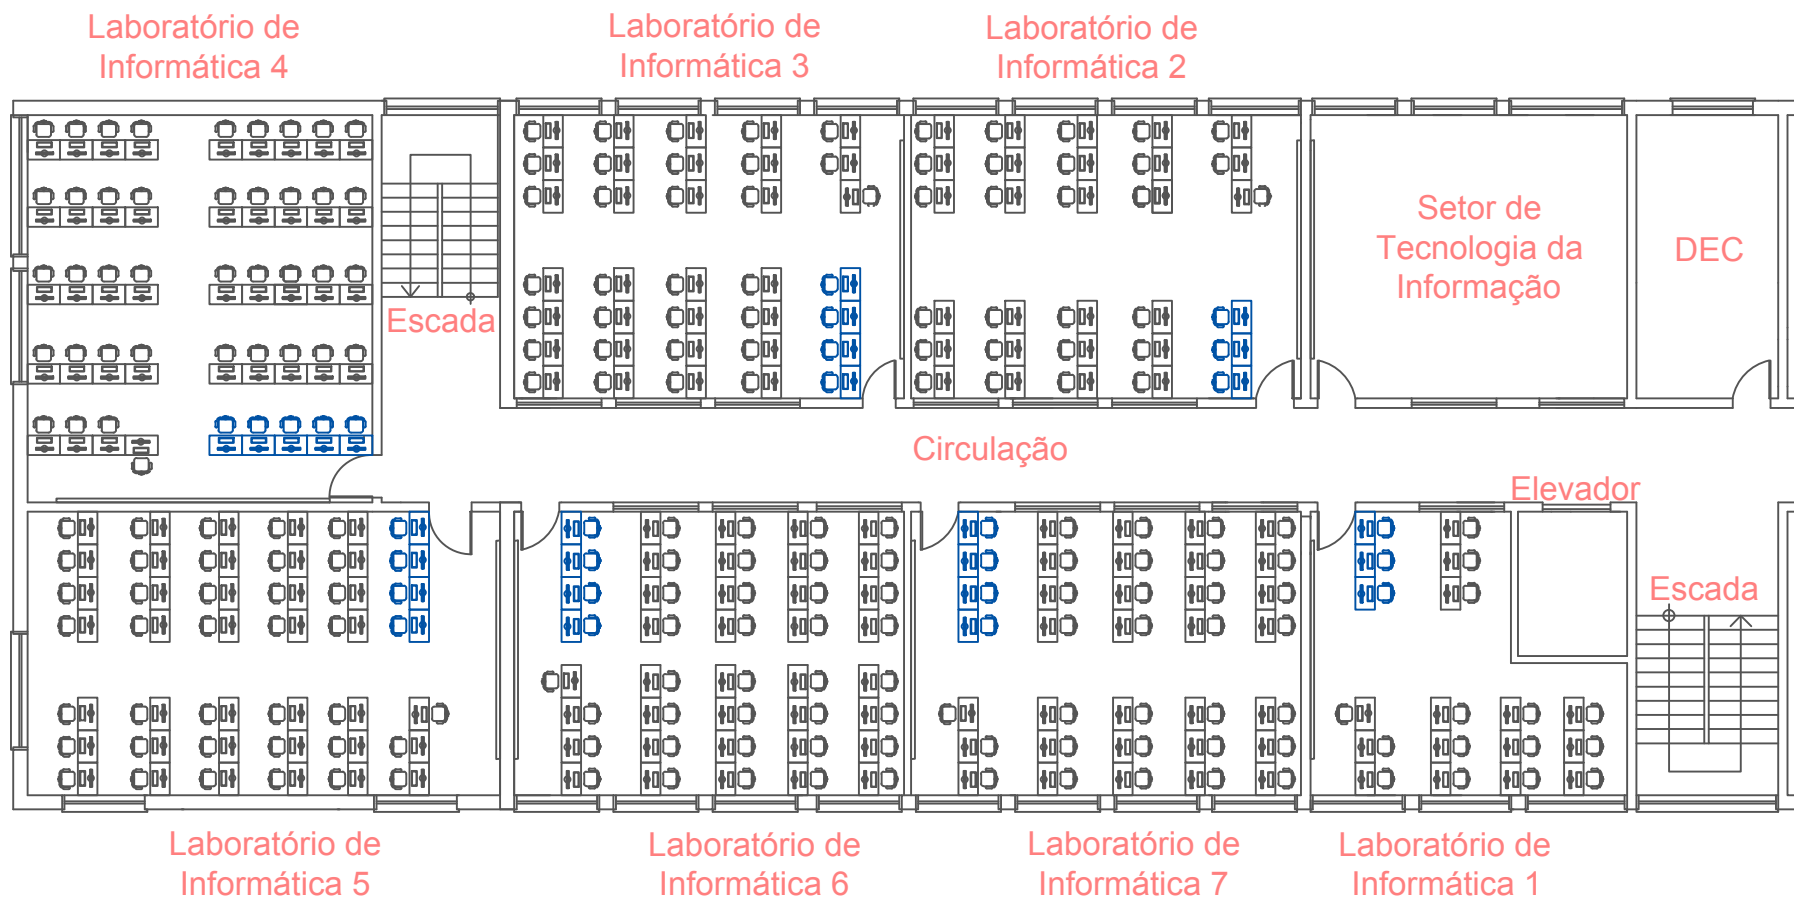 Laboratório de
Informática 4
Laboratório de
Informática 3
Laboratório de
Informática 2
Setor de
Tecnologia da
Informação
DEC
Escada
Circulação
Elevador
Escada
Laboratório de
Informática 5
Laboratório de
Informática 6
Laboratório de
Informática 7
Laboratório de
Informática 1